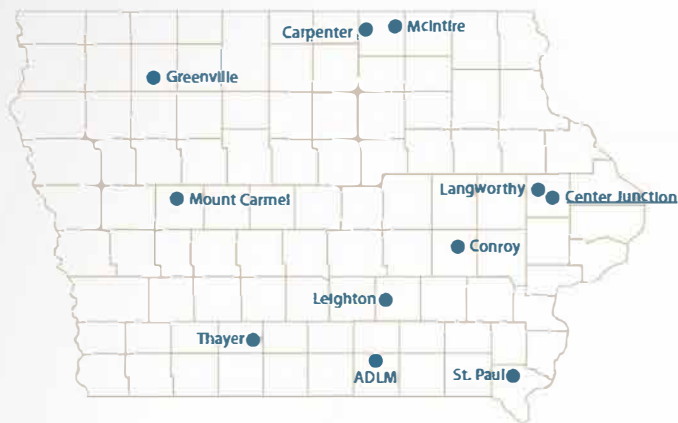 Carpenter
McIntire
Greenville
Langworthy
Center Junction
Mount Carmel
Conroy
Leighton
Thayer
ADLM
St. Paul